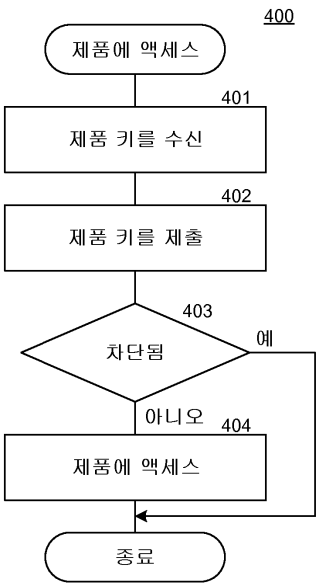 400
제품에 액세스
401
제품 키를 수신
402
제품 키를 제출
403
차단됨
예
아니오
404
제품에 액세스
종료